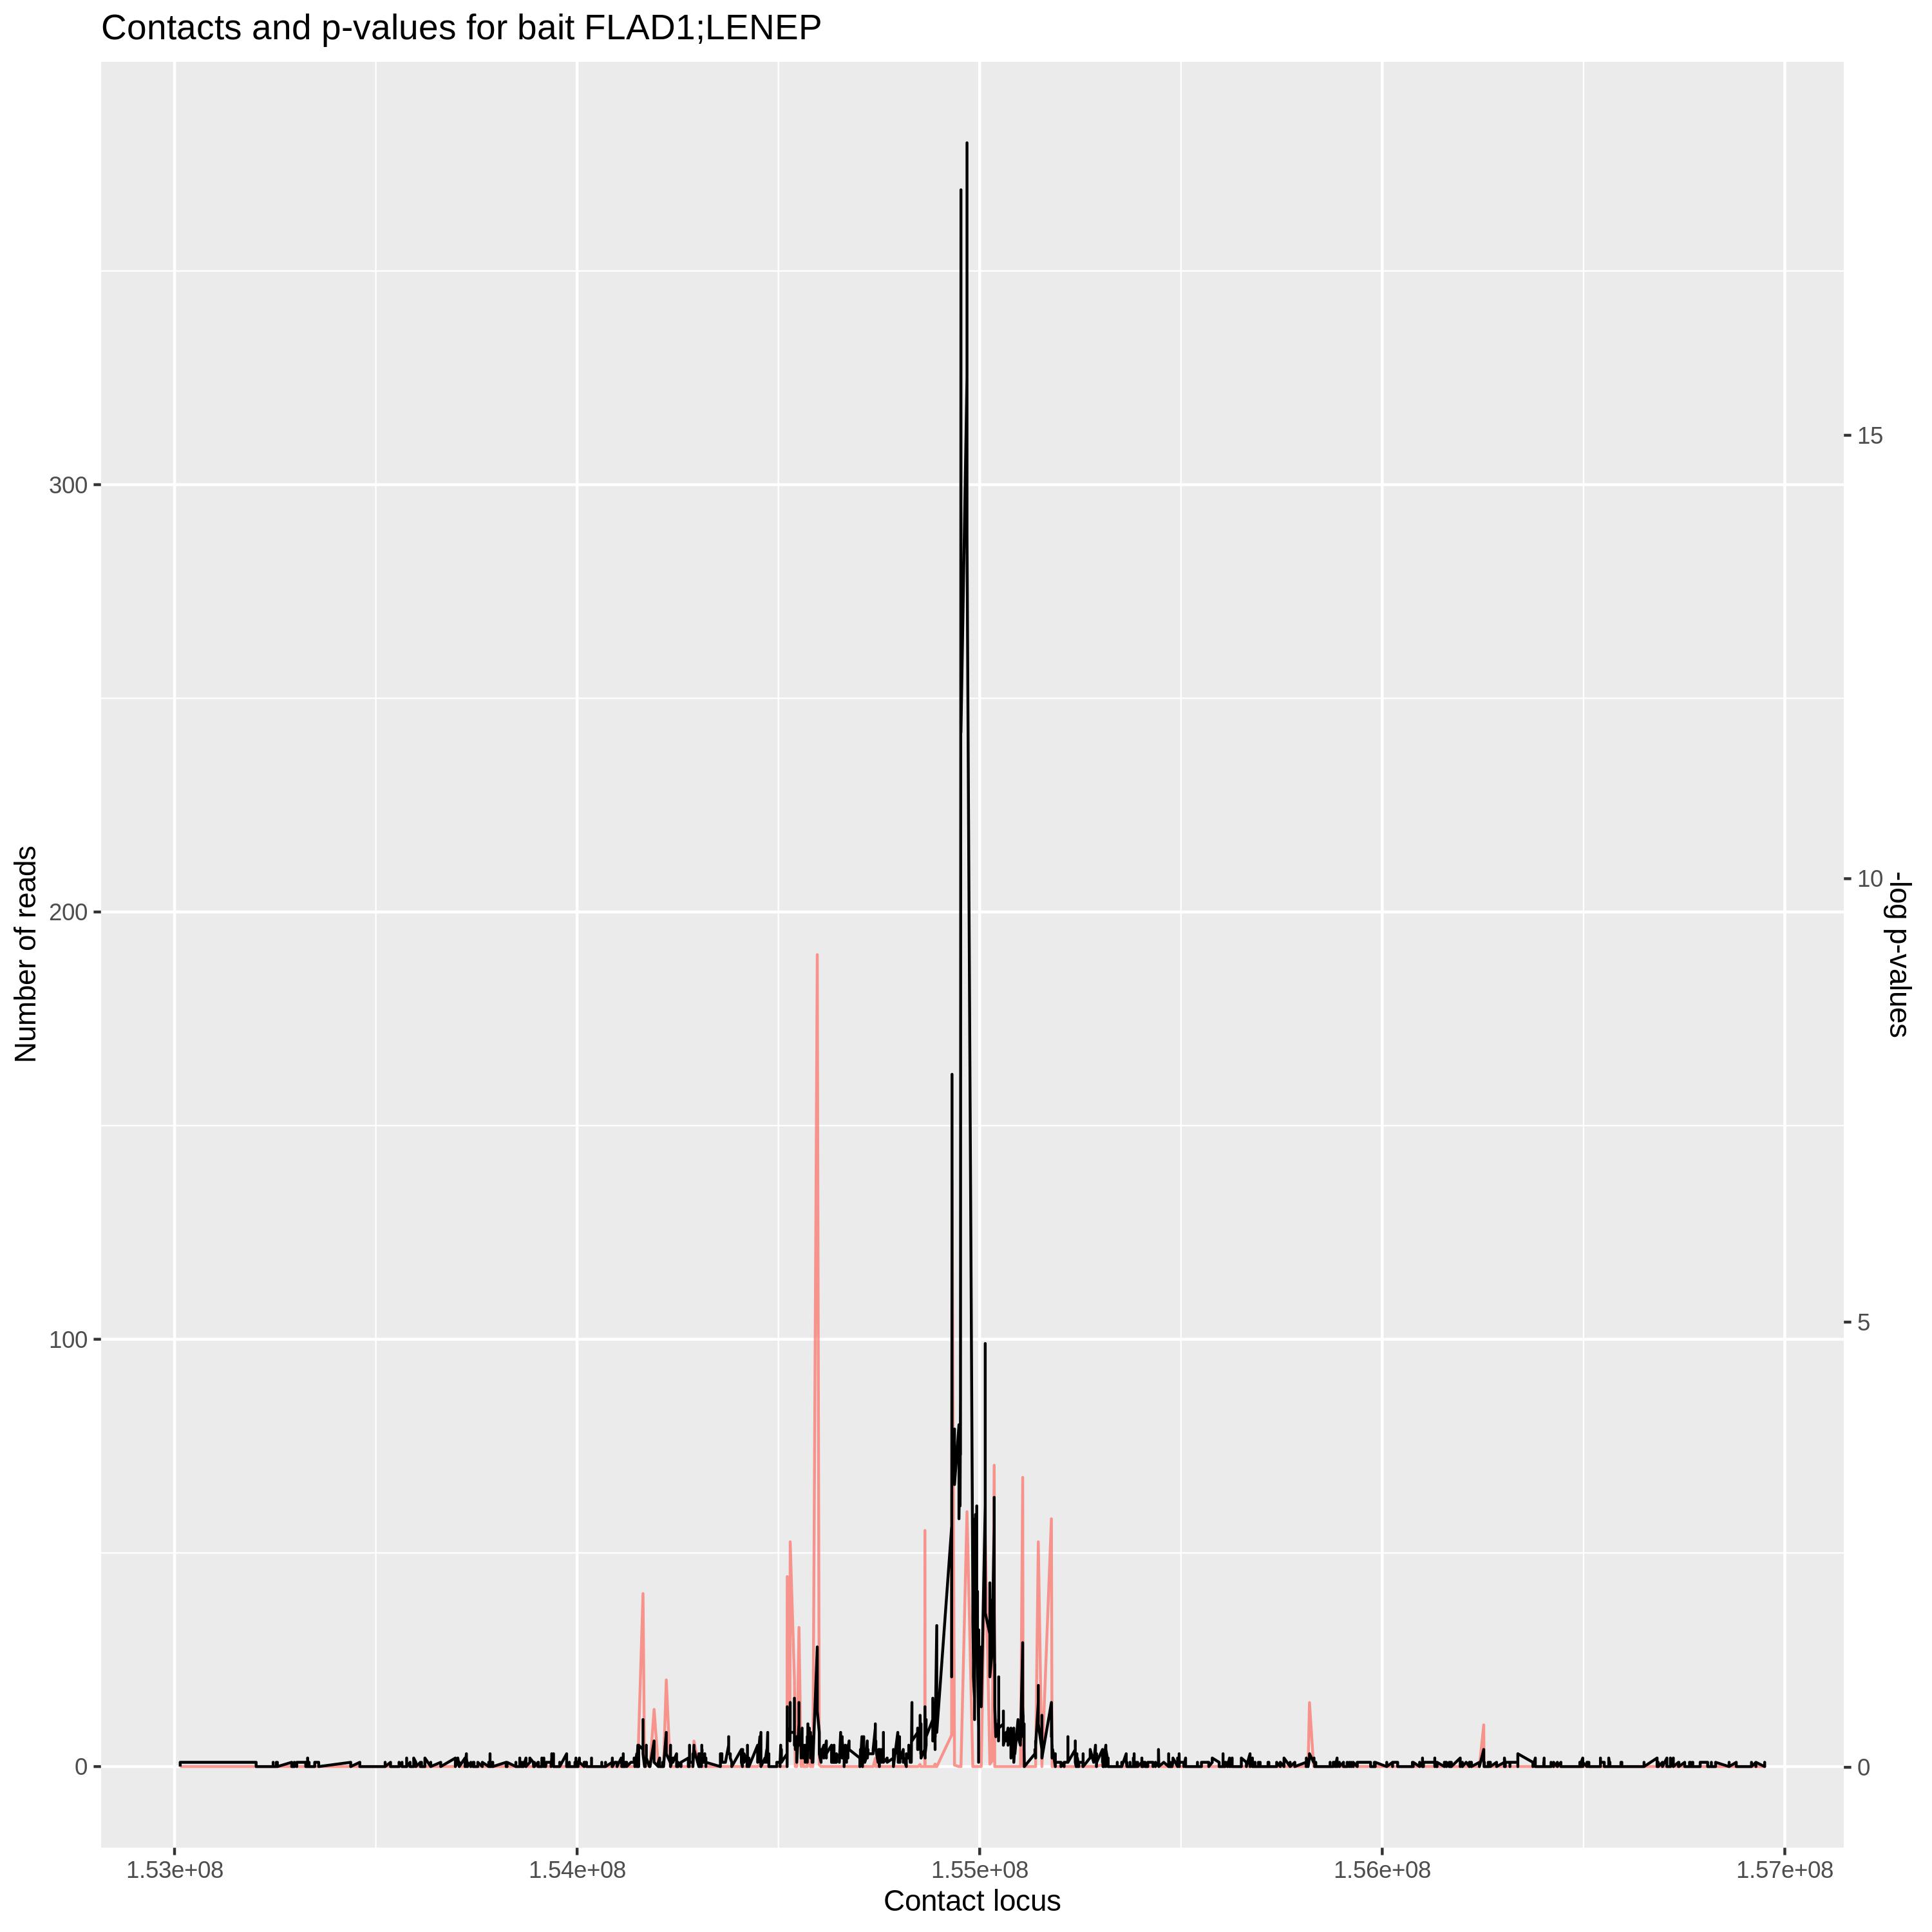 Contacts and p-values for bait FLAD1;LENEP
Number of reads
300
200
100
0
15
10
5
0
-log p-values
1.53e+08
1.54e+08
1.55e+08
1.56e+08
1.57e+08
Contact locus